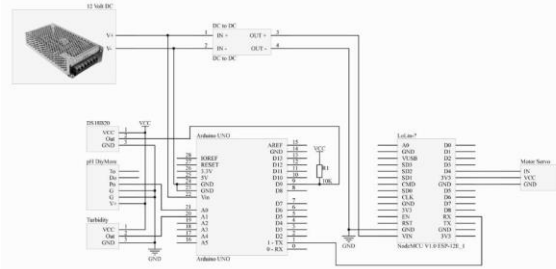 12 Volt DC
V+
V-
DC to DC
1 IN + OUT + 3
2 IN - OUT - 4
DC to DC
DS18B20
VCC
Out
GND
VCC
pH DiyMore
To
Do
Po
G
G
V+
Turbidity
VCC
Out
GND
GND
Arduino UNO
IOREF
RESET
3.3V
5V
GND
GND
Vin
A0
A1
A2
A3
A4
A5
AREF
GND
D13
D12
D11
D10
D9
D8
D7
D6
D5
D4
D3
D2
1 - TX
0 - RX
Arduino UNO
VCC
R1
10K
GND
LoLin
A0
GND
VUSB
SD3
SD2
SD1
CMD
SD0
CLK
GND
3V3
EN
RST
GND
VIN
D0
D1
D2
D3
D4
3V3
GND
D5
D6
D7
D8
RX
TX
GND
3V3
NodeMCU V1.0 ESP-12E_1
Motor Servo
IN
VCC
GND